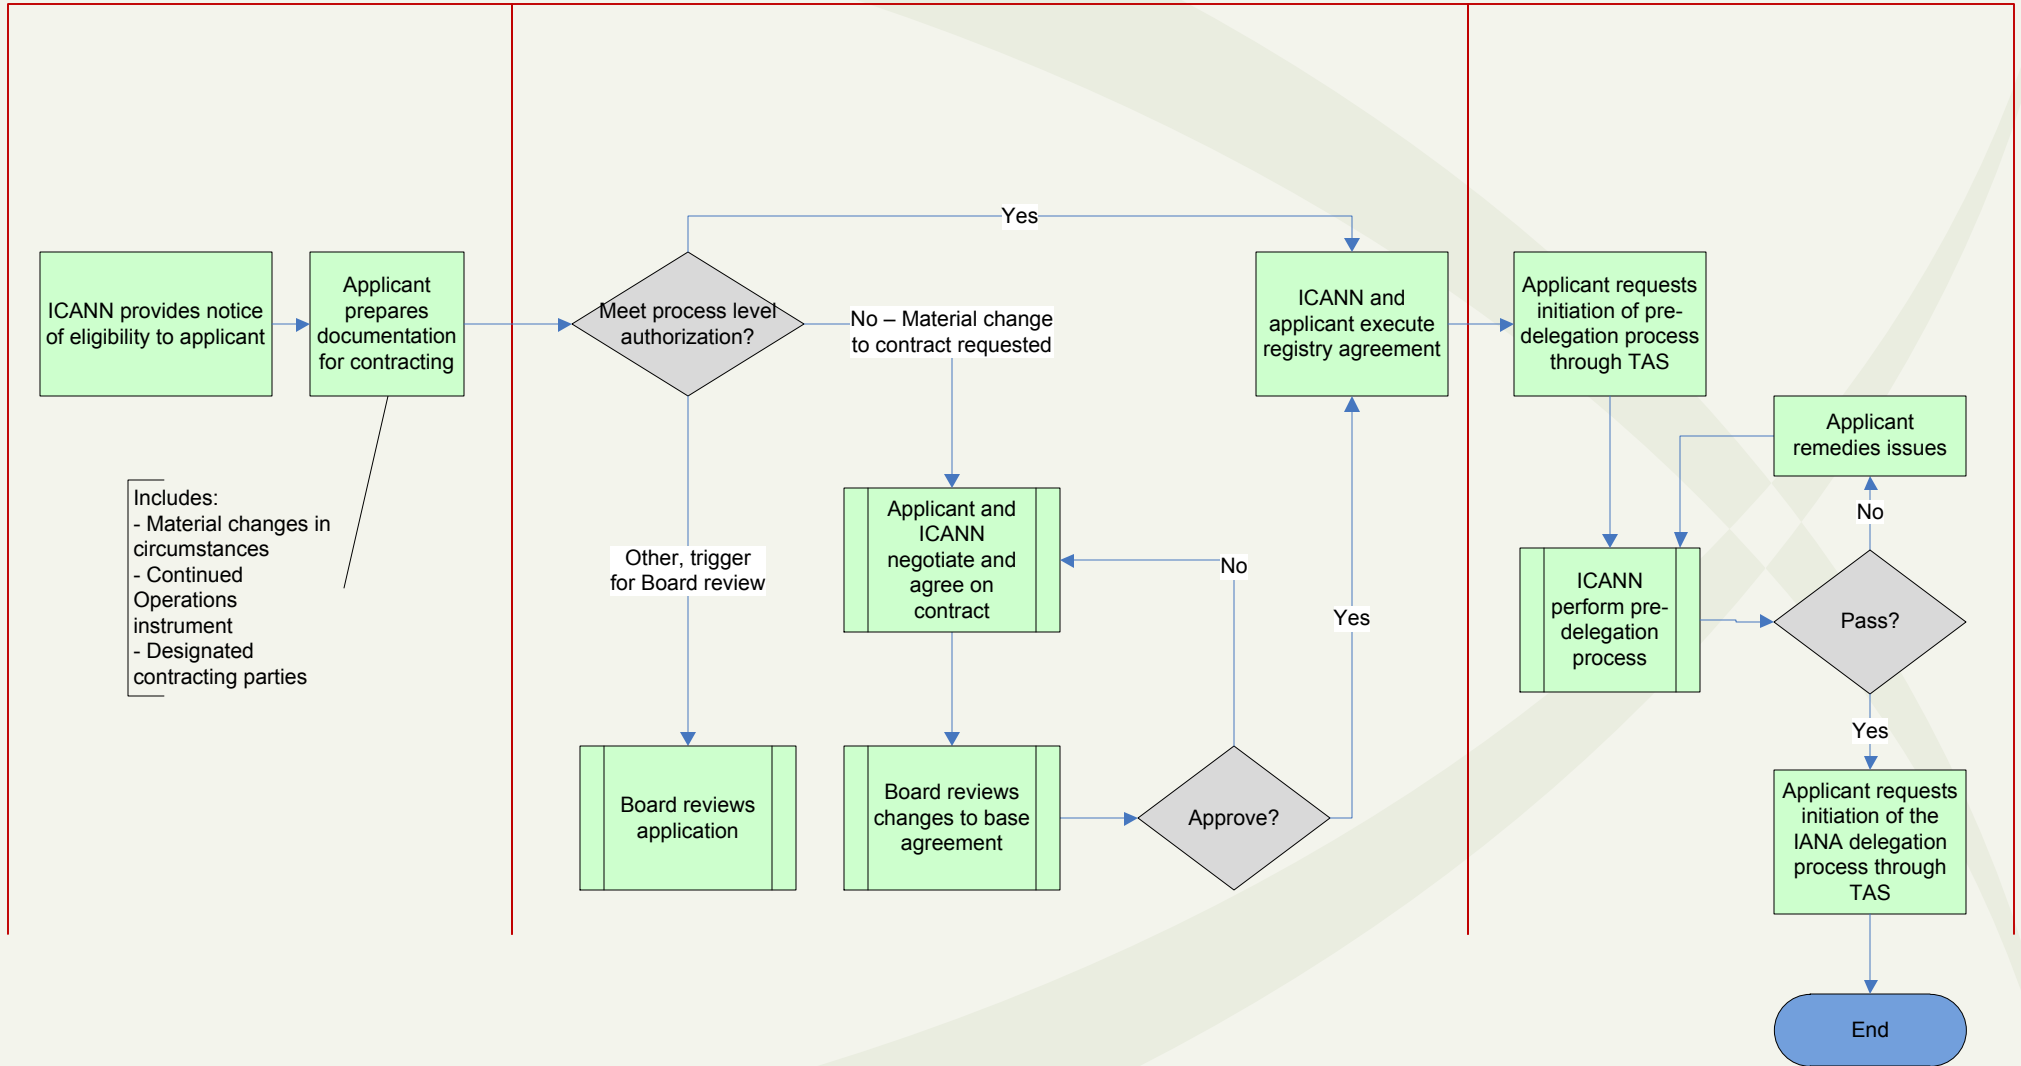 ICANN provides notice
of eligibility to applicant
Applicant
prepares
documentation
for contracting
Includes:
- Material changes in
circumstances
- Continued
Operations
instrument
- Designated
contracting parties
Meet process level
authorization?
Yes
No – Material change
to contract requested
Other, trigger
for Board review
Board reviews
application
Applicant and
ICANN
negotiate and
agree on
contract
Board reviews
changes to base
agreement
Approve?
No
Yes
ICANN and
applicant execute
registry agreement
Applicant requests
initiation of pre-
delegation process
through TAS
ICANN
perform pre-
delegation
process
Pass?
No
Applicant
remedies issues
Yes
Applicant requests
initiation of the
IANA delegation
process through
TAS
End